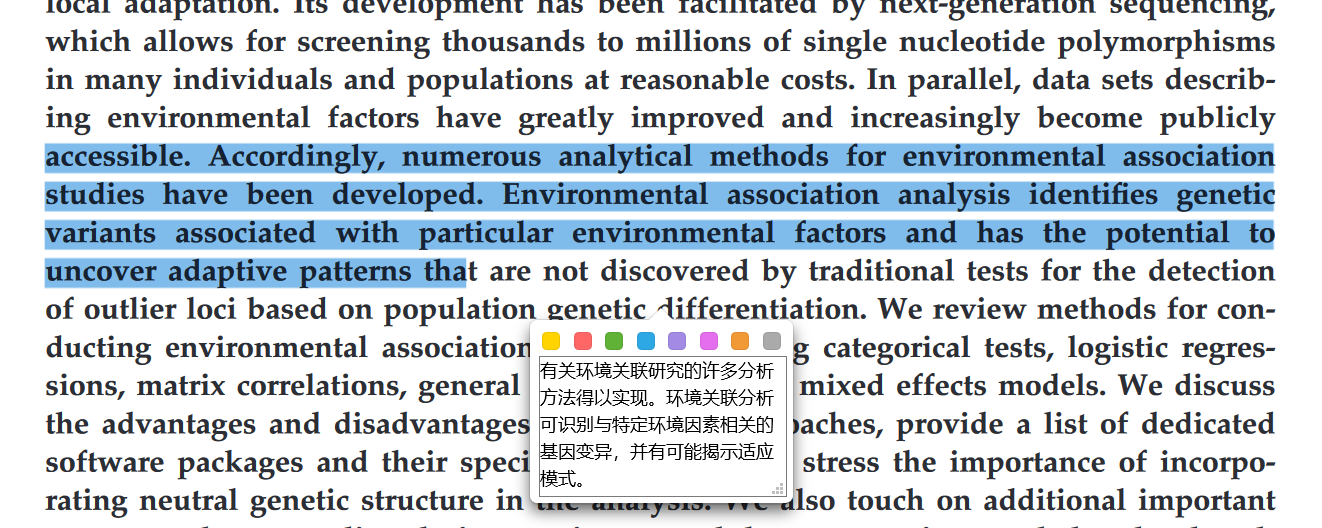 local adaptation. Its development has been facilitated by next-generation sequencing,
which allows for screening thousands to millions of single nucleotide polymorphisms
in many individuals and populations at reasonable costs. In parallel, data sets describ-
ing environmental factors have greatly improved and increasingly become publicly
accessible. Accordingly, numerous analytical methods for environmental association
studies have been developed. Environmental association analysis identifies genetic
variants associated with particular environmental factors and has the potential to
uncover adaptive patterns that are not discovered by traditional tests for the detection
of outlier loci based on population genetic differentiation. We review methods for con-
ducting environmental association g categorical tests, logistic regres-
sions, matrix correlations, general mixed effects models. We discuss
the advantages and disadvantages oaches, provide a list of dedicated
software packages and their speci stress the importance of incorpo-
rating neutral genetic structure in the analysis. We also touch on additional important
有关环境关联研究的许多分析
方法得以实现。环境关联分析
可识别与特定环境因素相关的
基因变异，并有可能揭示适应
模式。